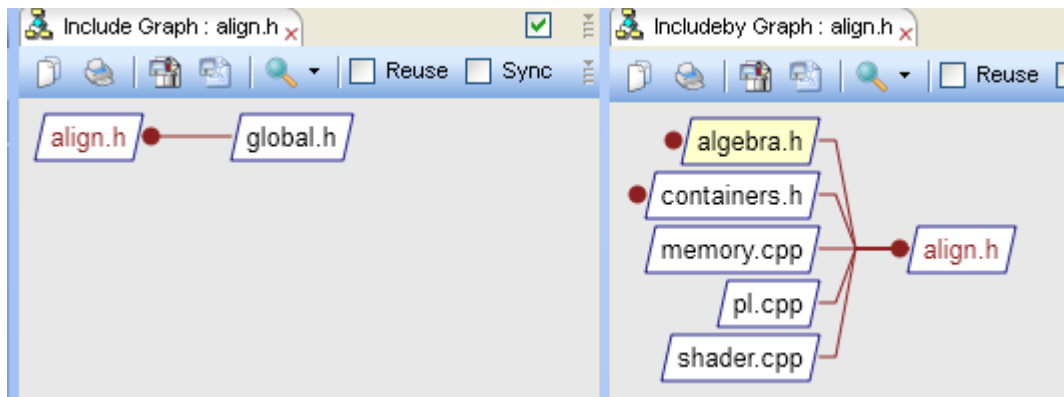 Include Graph : align.h
Reuse Sync
align.h global.h
Includeby Graph : align.h
Reuse
algebra.h
containers.h
memory.cpp
align.h
pl.cpp
shader.cpp